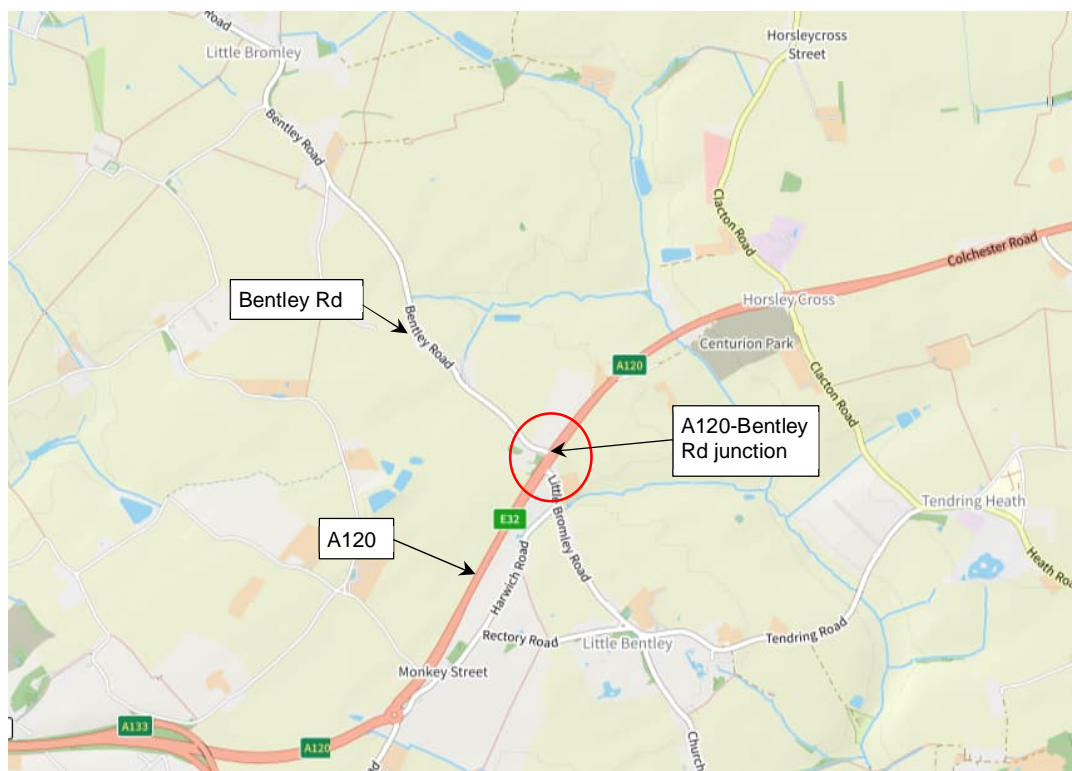 Road
Little Bromley
Horsleycross
Street
Bentley Road
Clacton Road
Colchester Road
Bentley Rd
Bentley Road
Horsley Cross
Centurion Park
A120
Clacton Road
A120-Bentley
Rd junction
Little Bromley Road
Tendring Heath
E32
A120
Harwich Road
Heath Roa
Rectory Road
Little Bentley
Tendring Road
Monkey Street
A133
A120
Church
ad